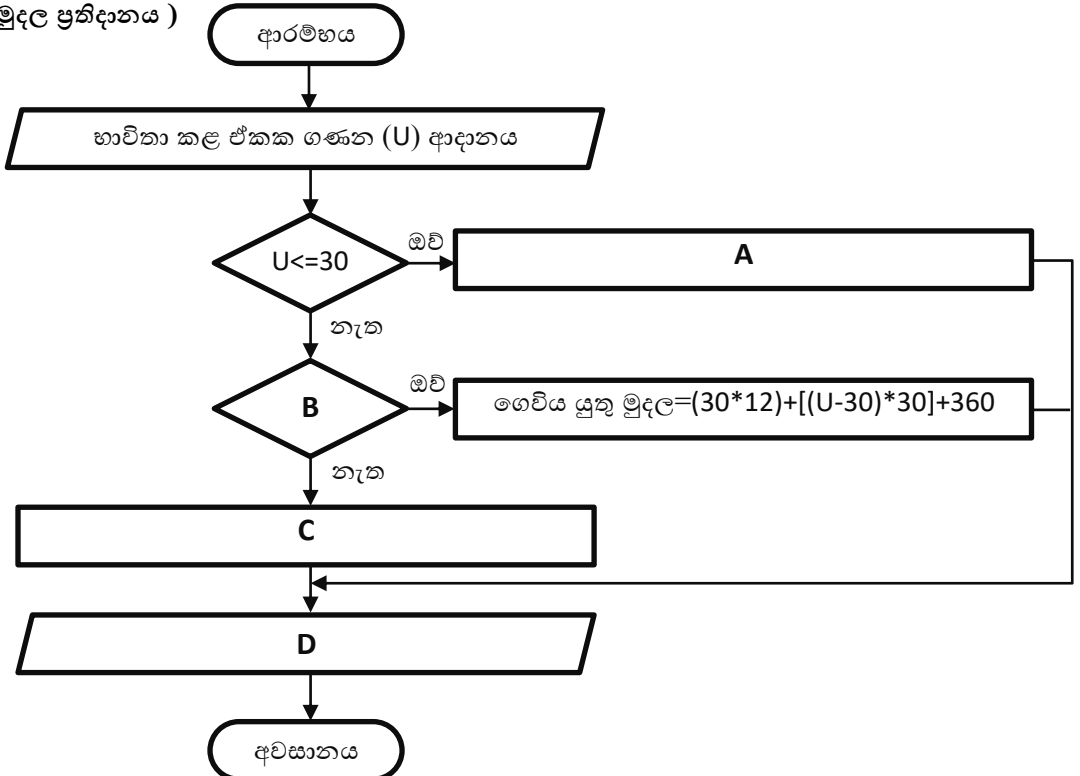 මුදල ප්‍රතිදානය )
ආරම්භය
භාවිතා කළ ඒකක ගණන (U) ආදානය
U<=30
ඔව්
A
නැත
B
ඔව්
ගෙවිය යුතු මුදල=(30*12)+[(U-30)*30]+360
නැත
C
D
අවසානය